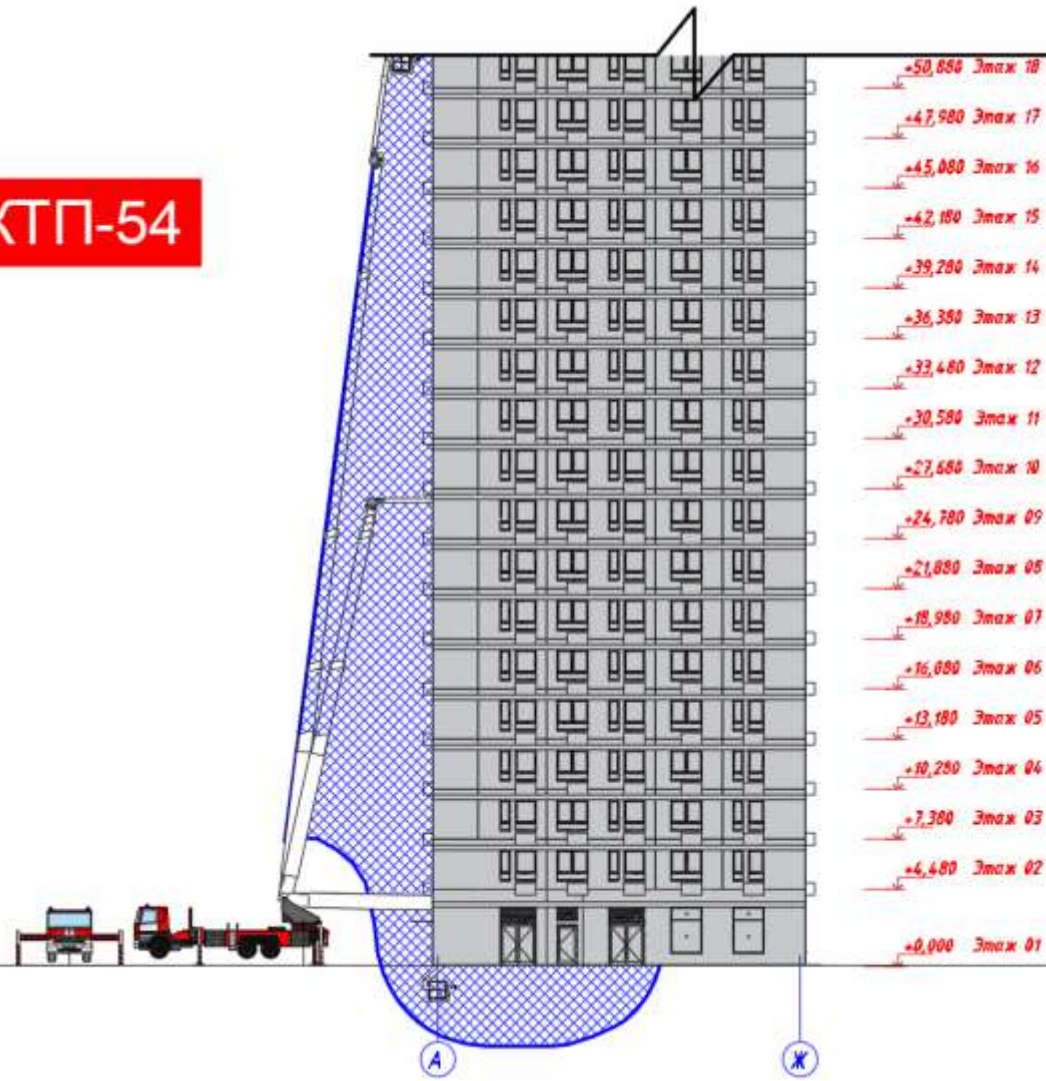 +50,880 Этаж 18
+47,980 Этаж 17
+45,080 Этаж 16
КТП-54
+42,180 Этаж 15
+39,280 Этаж 14
+36,380 Этаж 13
+33,480 Этаж 12
+30,580 Этаж 11
+27,680 Этаж 10
+24,780 Этаж 09
+21,880 Этаж 08
+18,980 Этаж 07
+16,080 Этаж 06
+13,180 Этаж 05
+10,280 Этаж 04
+7,380 Этаж 03
+4,480 Этаж 02
+0,000 Этаж 01
А
Ж